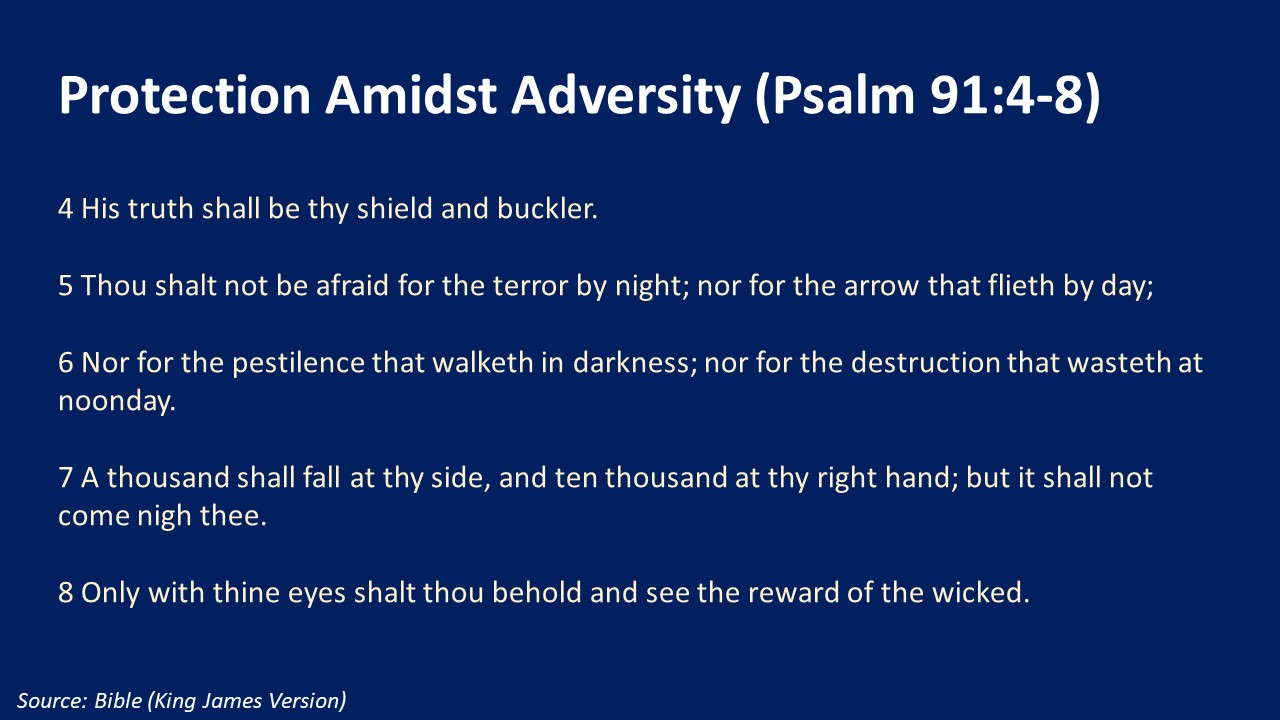 Protection Amidst Adversity (Psalm 91:4-8)
4 His truth shall be thy shield and buckler.
5 Thou shalt not be afraid for the terror by night; nor for the arrow that flieth by day;
6 Nor for the pestilence that walketh in darkness; nor for the destruction that wasteth at
noonday.
7 A thousand shall fall at thy side, and ten thousand at thy right hand; but it shall not
come nigh thee.
8 Only with thine eyes shalt thou behold and see the reward of the wicked.
Source: Bible (King James Version)